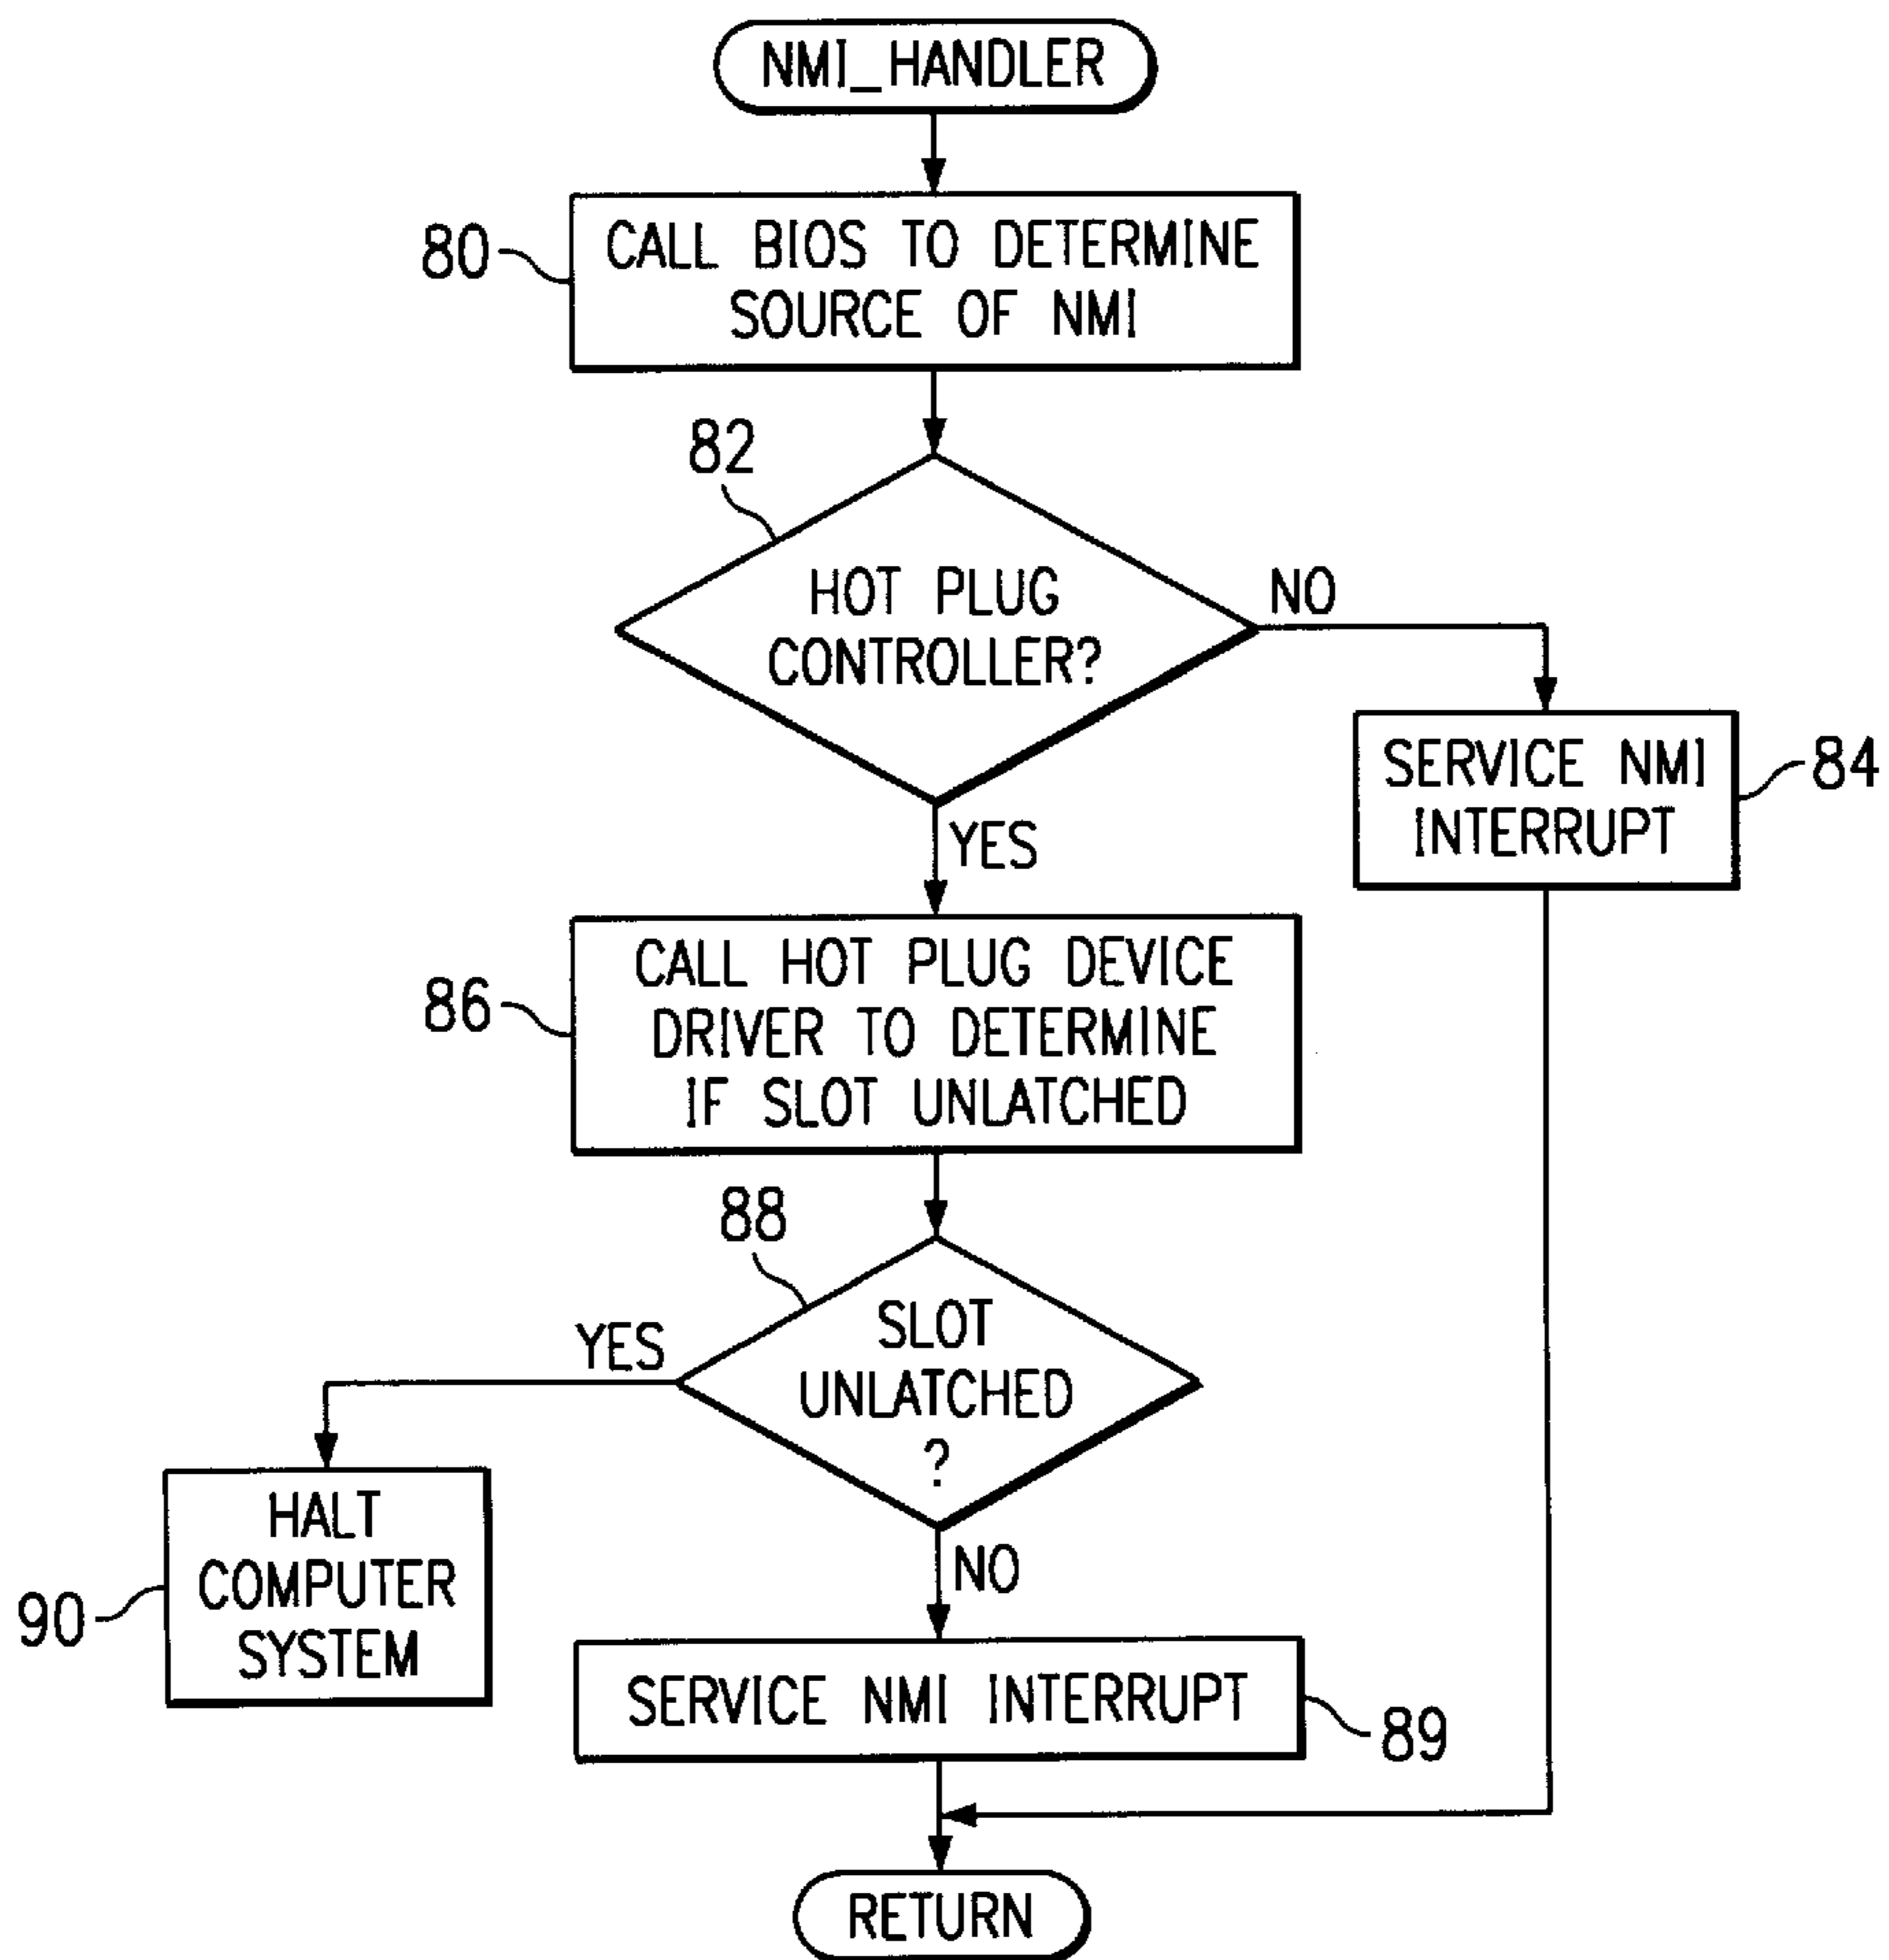 NMI_HANDLER
80
CALL BIOS TO DETERMINE
SOURCE OF NMI
82
HOT PLUG
CONTROLLER?
NO
YES
SERVICE NMI
INTERRUPT
84
86
CALL HOT PLUG DEVICE
DRIVER TO DETERMINE
IF SLOT UNLATCHED
88
SLOT
UNLATCHED
?
YES
NO
HALT
COMPUTER
SYSTEM
90
SERVICE NMI INTERRUPT
89
RETURN